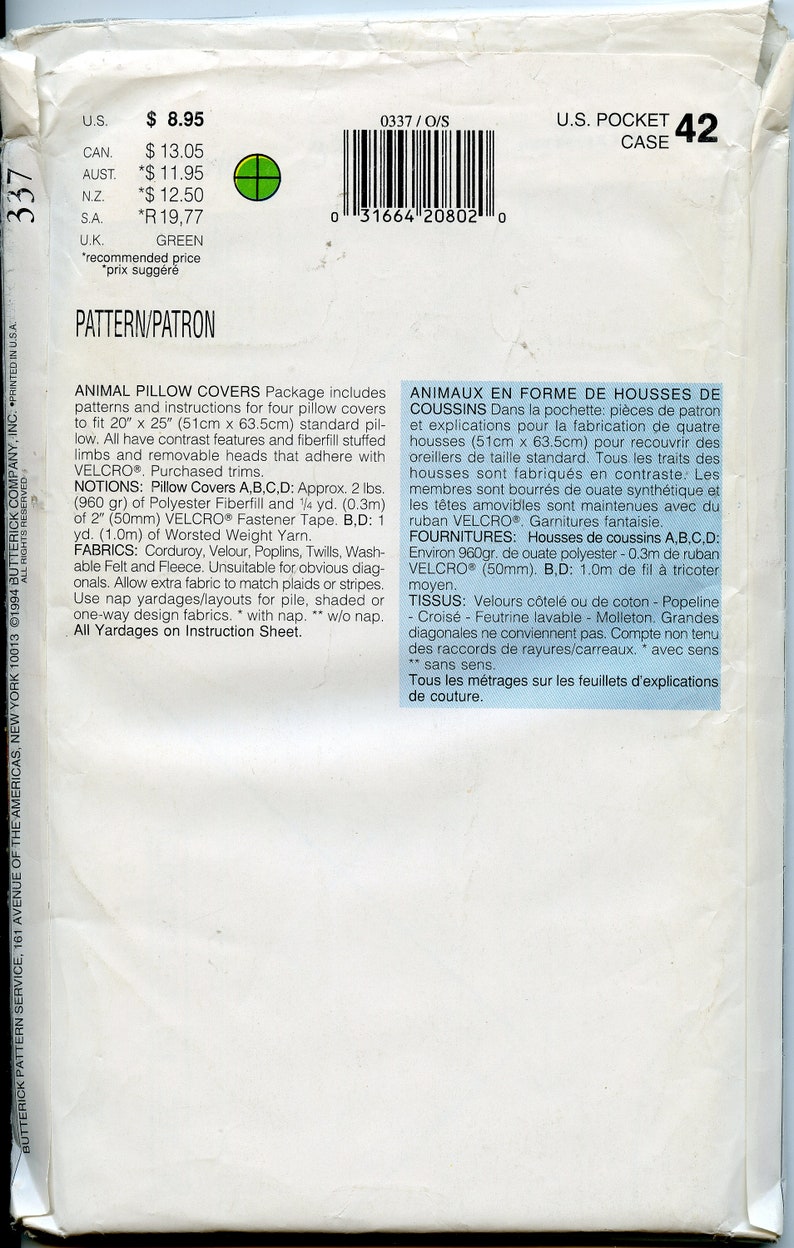 U.S. $ 8.95
CAN. $ 13.05
AUST. *$ 11.95
N.Z. *$ 12.50
S.A. *R 19,77
U.K. GREEN
*recommended price
*prix suggéré
0337 / O/S
0 31664 20802 0
U.S. POCKET 42
CASE
337
PATTERN/PATRON
ANIMAL PILLOW COVERS Package includes
patterns and instructions for four pillow covers
to fit 20″ x 25″ (51cm x 63.5cm) standard pil-
low. All have contrast features and fiberfill stuffed
limbs and removable heads that adhere with
VELCRO®. Purchased trims.
NOTIONS: Pillow Covers A,B,C,D: Approx. 2 lbs.
(960 gr) of Polyester Fiberfill and ¼ yd. (0.3m)
of 2″ (50mm) VELCRO® Fastener Tape. B,D: 1
yd. (1.0m) of Worsted Weight Yarn.
FABRICS: Corduroy, Velour, Poplins, Twills, Wash-
able Felt and Fleece. Unsuitable for obvious diag-
onals. Allow extra fabric to match plaids or stripes.
Use nap yardages/layouts for pile, shaded or
one-way design fabrics. * with nap. ** w/o nap.
All Yardages on Instruction Sheet.
ANIMAUX EN FORME DE HOUSSES DE
COUSSINS Dans la pochette: pièces de patron
et explications pour la fabrication de quatre
housses (51cm x 63.5cm) pour recouvrir des
oreillers de taille standard. Tous les traits des
housses sont fabriqués en contraste. Les
membres sont bourrés de ouate synthétique et
les têtes amovibles sont maintenues avec du
ruban VELCRO®. Garnitures fantaisie.
FOURNITURES: Housses de coussins A,B,C,D:
Environ 960gr. de ouate polyester - 0.3m de ruban
VELCRO® (50mm). B,D: 1.0m de fil à tricoter
moyen.
TISSUS: Velours côtelé ou de coton - Popeline
- Croisé - Feutrine lavable - Molleton. Grandes
diagonales ne conviennent pas. Compte non tenu
des raccords de rayures/carreaux. * avec sens
** sans sens.
Tous les métrages sur les feuillets d'explications
de couture.
BUTTERICK PATTERN SERVICE, 161 AVENUE OF THE AMERICAS, NEW YORK 10013 ©1994 BUTTERICK COMPANY, INC. •PRINTED IN U.S.A.
ALL RIGHTS RESERVED